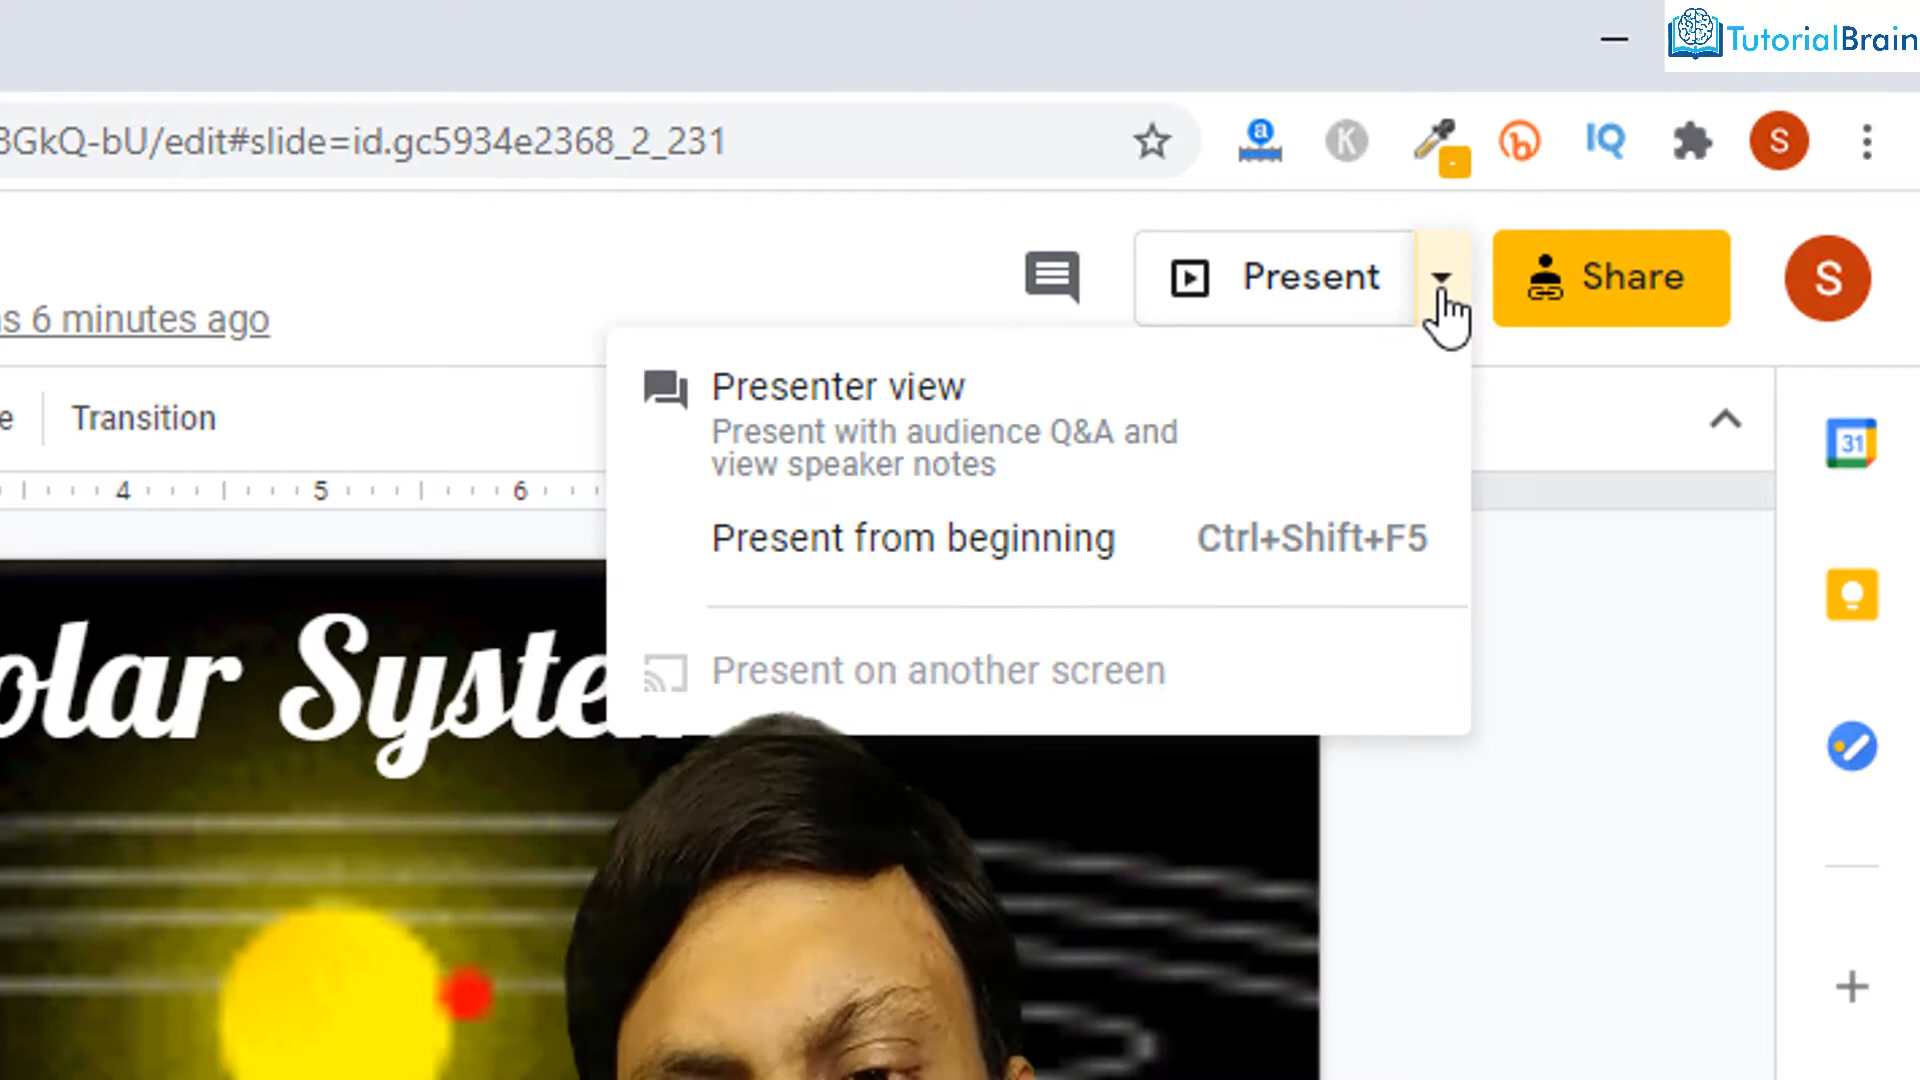 TutorialBrain
3GkQ-bU/edit#slide=id.gc5934e2368_2_231
a
K
-
b
IQ
S
Present
Share
S
s 6 minutes ago
Presenter view
Present with audience Q&A and
view speaker notes
e
Transition
31
4 5 6
Present from beginning Ctrl+Shift+F5
Present on another screen
olar System